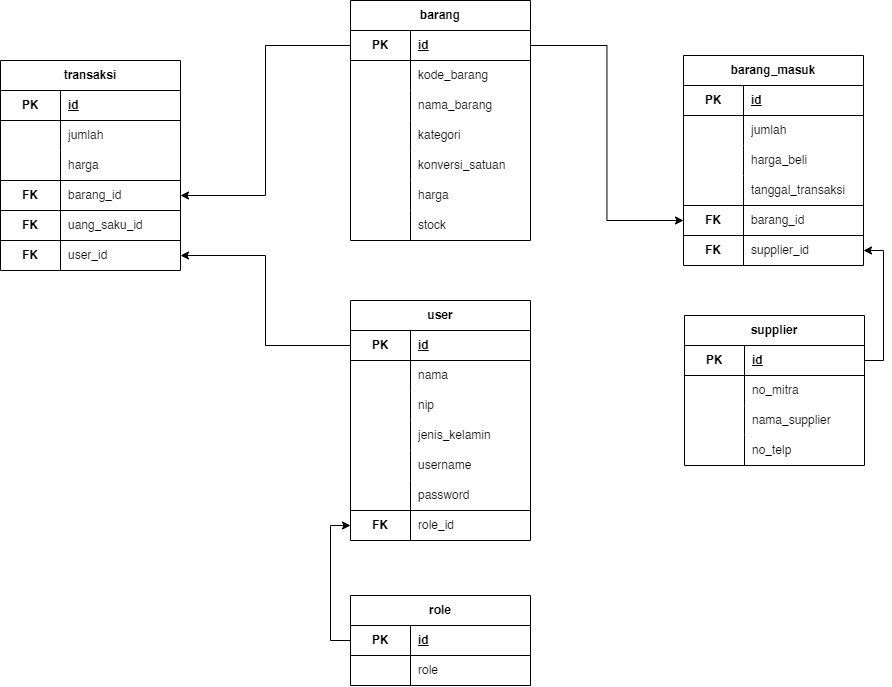 barang
PK id
kode_barang
nama_barang
kategori
konversi_satuan
harga
stock
transaksi
PK id
jumlah
harga
FK barang_id
FK uang_saku_id
FK user_id
barang_masuk
PK id
jumlah
harga_beli
tanggal_transaksi
FK barang_id
FK supplier_id
user
PK id
nama
nip
jenis_kelamin
username
password
FK role_id
supplier
PK id
no_mitra
nama_supplier
no_telp
role
PK id
role